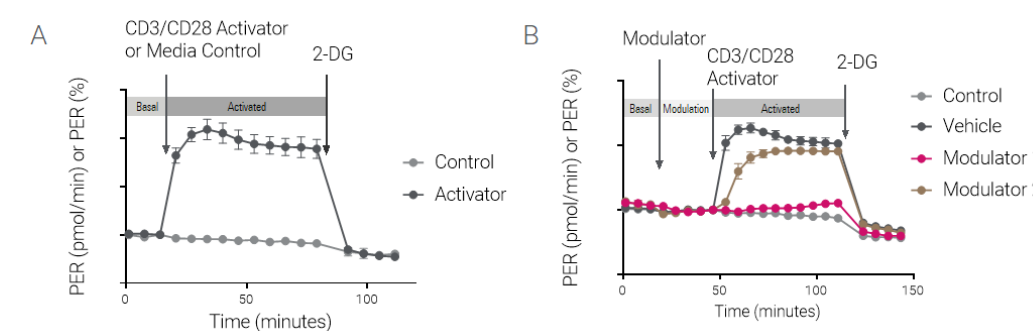 A
CD3/CD28 Activator
or Media Control
2-DG
Basal
Activated
PER (pmol/min) or PER (%)
0
50
100
Time (minutes)
Control
Activator
B
Modulator
CD3/CD28
Activator
2-DG
Basal
Modulation
Activated
PER (pmol/min) or PER (%)
0
50
100
150
Time (minutes)
Control
Vehicle
Modulator
Modulator